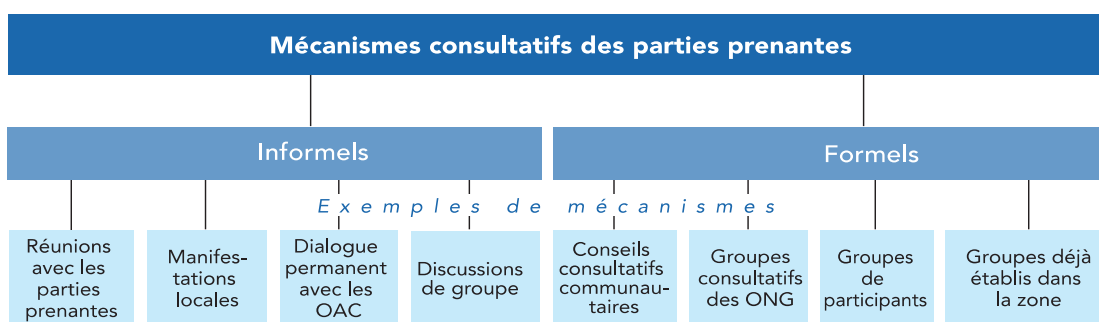 Mécanismes consultatifs des parties prenantes
Informels
Formels
Exemples de mécanismes
Réunions
avec les
parties
prenantes
Manifes-
tations
locales
Dialogue
permanent
avec les
OAC
Discussions
de groupe
Conseils
consultatifs
communau-
taires
Groupes
consultatifs
des ONG
Groupes
de
participants
Groupes déjà
établis dans
la zone